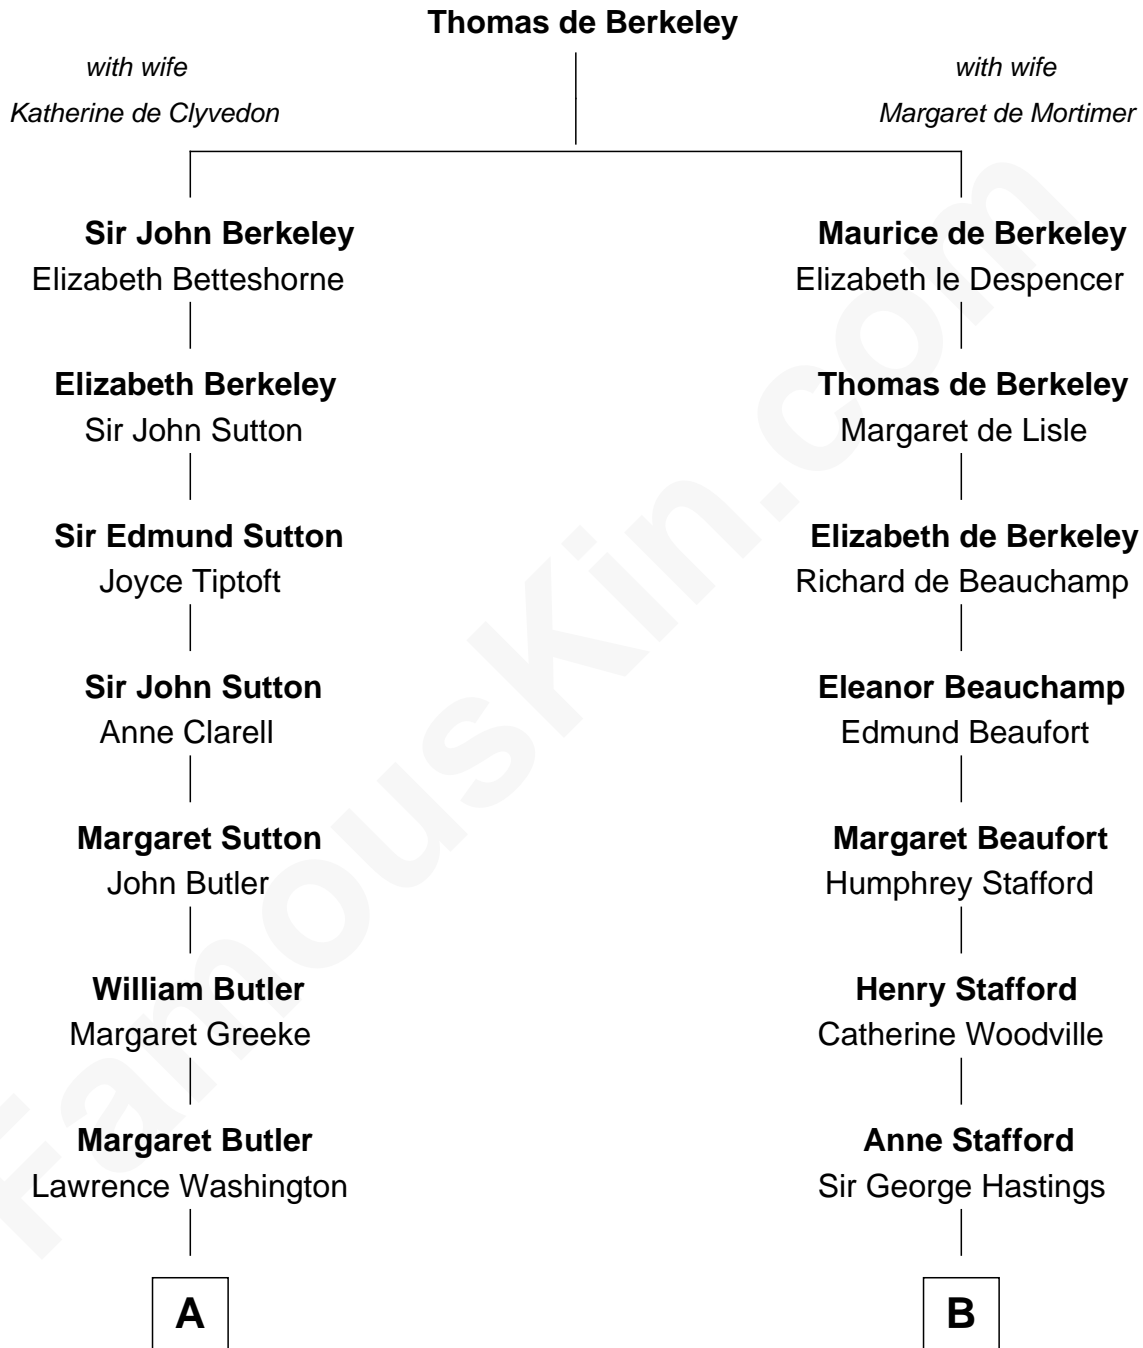 Thomas de Berkeley
with wife
Katherine de Clyvedon
with wife
Margaret de Mortimer
Sir John Berkeley
Elizabeth Betteshorne
Maurice de Berkeley
Elizabeth le Despencer
Elizabeth Berkeley
Sir John Sutton
Thomas de Berkeley
Margaret de Lisle
Sir Edmund Sutton
Joyce Tiptoft
Elizabeth de Berkeley
Richard de Beauchamp
Sir John Sutton
Anne Clarell
Eleanor Beauchamp
Edmund Beaufort
Margaret Sutton
John Butler
Margaret Beaufort
Humphrey Stafford
William Butler
Margaret Greeke
Henry Stafford
Catherine Woodville
Margaret Butler
Lawrence Washington
Anne Stafford
Sir George Hastings
A
B
FamousKin.com